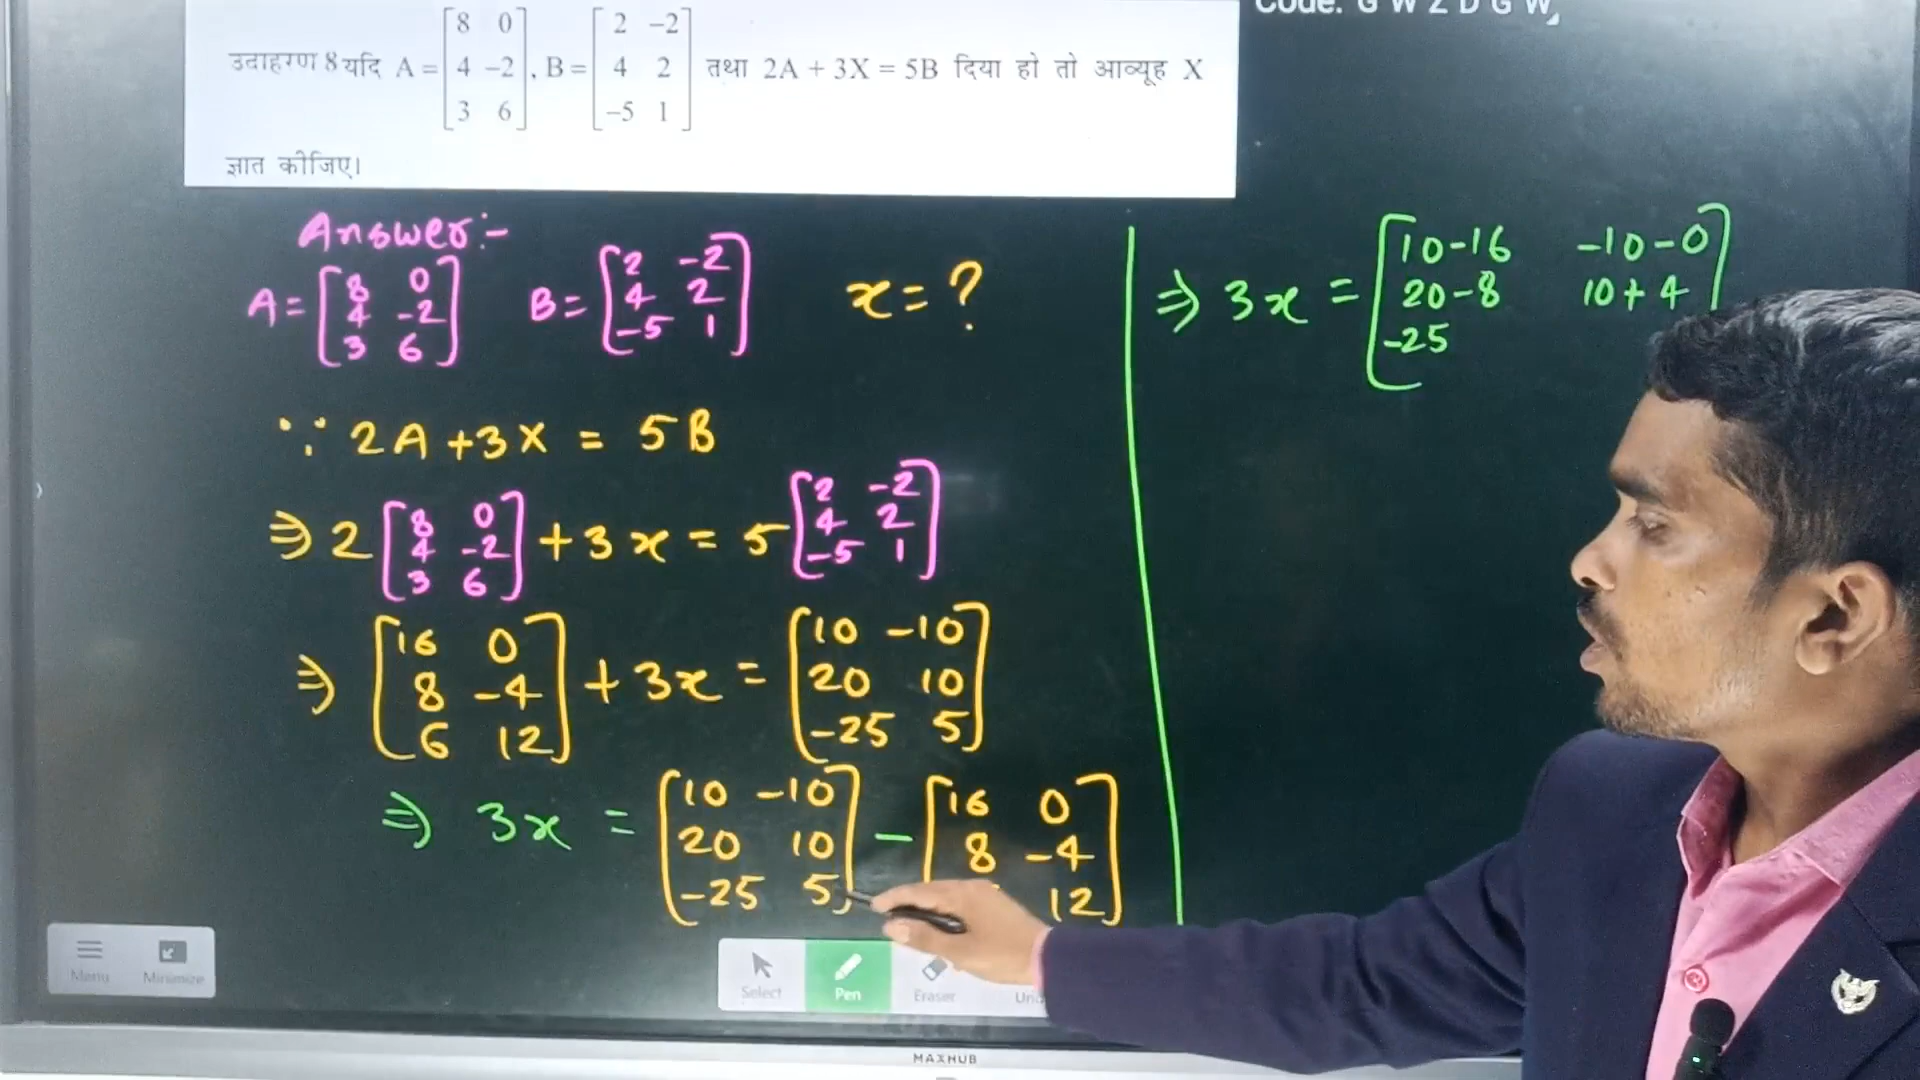 Code: G W Z D G W
उदाहरण 8 यदि A = [8 0 4 -2 3 6], B = [2 -2 4 2 -5 1] तथा 2A + 3X = 5B दिया हो तो आव्यूह X
ज्ञात कीजिए।
Answer:-
A = [8 0 4 -2 3 6] B = [2 -2 4 2 -5 1] x = ?
∵ 2A + 3X = 5B
⇒ 2 [8 0 4 -2 3 6] + 3x = 5 [2 -2 4 2 -5 1]
⇒ [16 0 8 -4 6 12] + 3x = [10 -10 20 10 -25 5]
⇒ 3x = [10 -10 20 10 -25 5] - [16 0 8 -4 12]
⇒ 3x = [10-16 -10-0 20-8 10+4 -25
Menu Minimize
Select Pen Eraser
MAXHUB